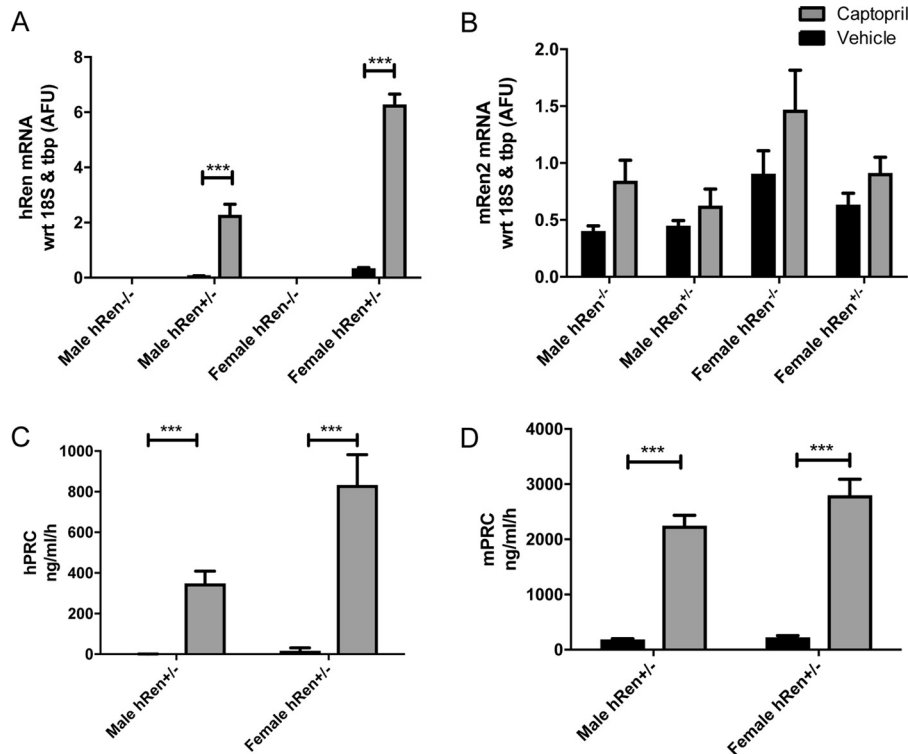 A
hRen mRNA
wrt 18S & tbp (AFU)
8
6
4
2
0
***
***
Male hRen-/-
Male hRen+/-
Female hRen-/-
Female hRen+/-
B
Captopril
Vehicle
mRen2 mRNA
wrt 18S & tbp (AFU)
2.0
1.5
1.0
0.5
0.0
Male hRen-/-
Male hRen+/-
Female hRen-/-
Female hRen+/-
C
hPRC
ng/ml/h
1000
800
600
400
200
0
***
***
Male hRen+/-
Female hRen+/-
D
mPRC
ng/ml/h
4000
3000
2000
1000
0
***
***
Male hRen+/-
Female hRen+/-